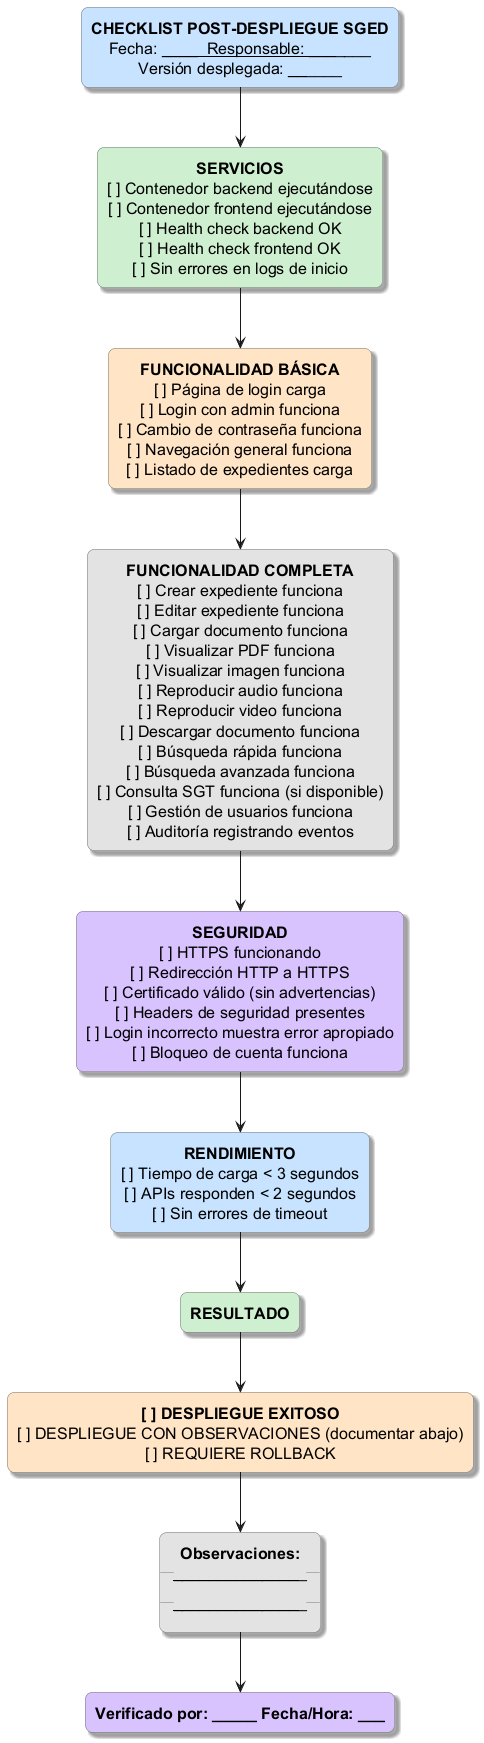 CHECKLIST POST-DESPLIEGUE SGED
Fecha: _____ Responsable: _______
Versión desplegada: _______
SERVICIOS
[ ] Contenedor backend ejecutándose
[ ] Contenedor frontend ejecutándose
[ ] Health check backend OK
[ ] Health check frontend OK
[ ] Sin errores en logs de inicio
FUNCIONALIDAD BÁSICA
[ ] Página de login carga
[ ] Login con admin funciona
[ ] Cambio de contraseña funciona
[ ] Navegación general funciona
[ ] Listado de expedientes carga
FUNCIONALIDAD COMPLETA
[ ] Crear expediente funciona
[ ] Editar expediente funciona
[ ] Cargar documento funciona
[ ] Visualizar PDF funciona
[ ] Visualizar imagen funciona
[ ] Reproducir audio funciona
[ ] Reproducir video funciona
[ ] Descargar documento funciona
[ ] Búsqueda rápida funciona
[ ] Búsqueda avanzada funciona
[ ] Consulta SGT funciona (si disponible)
[ ] Gestión de usuarios funciona
[ ] Auditoría registrando eventos
SEGURIDAD
[ ] HTTPS funcionando
[ ] Redirección HTTP a HTTPS
[ ] Certificado válido (sin advertencias)
[ ] Headers de seguridad presentes
[ ] Login incorrecto muestra error apropiado
[ ] Bloqueo de cuenta funciona
RENDIMIENTO
[ ] Tiempo de carga < 3 segundos
[ ] APIs responden < 2 segundos
[ ] Sin errores de timeout
RESULTADO
[ ] DESPLIEGUE EXITOSO
[ ] DESPLIEGUE CON OBSERVACIONES (documentar abajo)
[ ] REQUIERE ROLLBACK
Observaciones:
_______________
_______________
Verificado por: _____ Fecha/Hora: ___